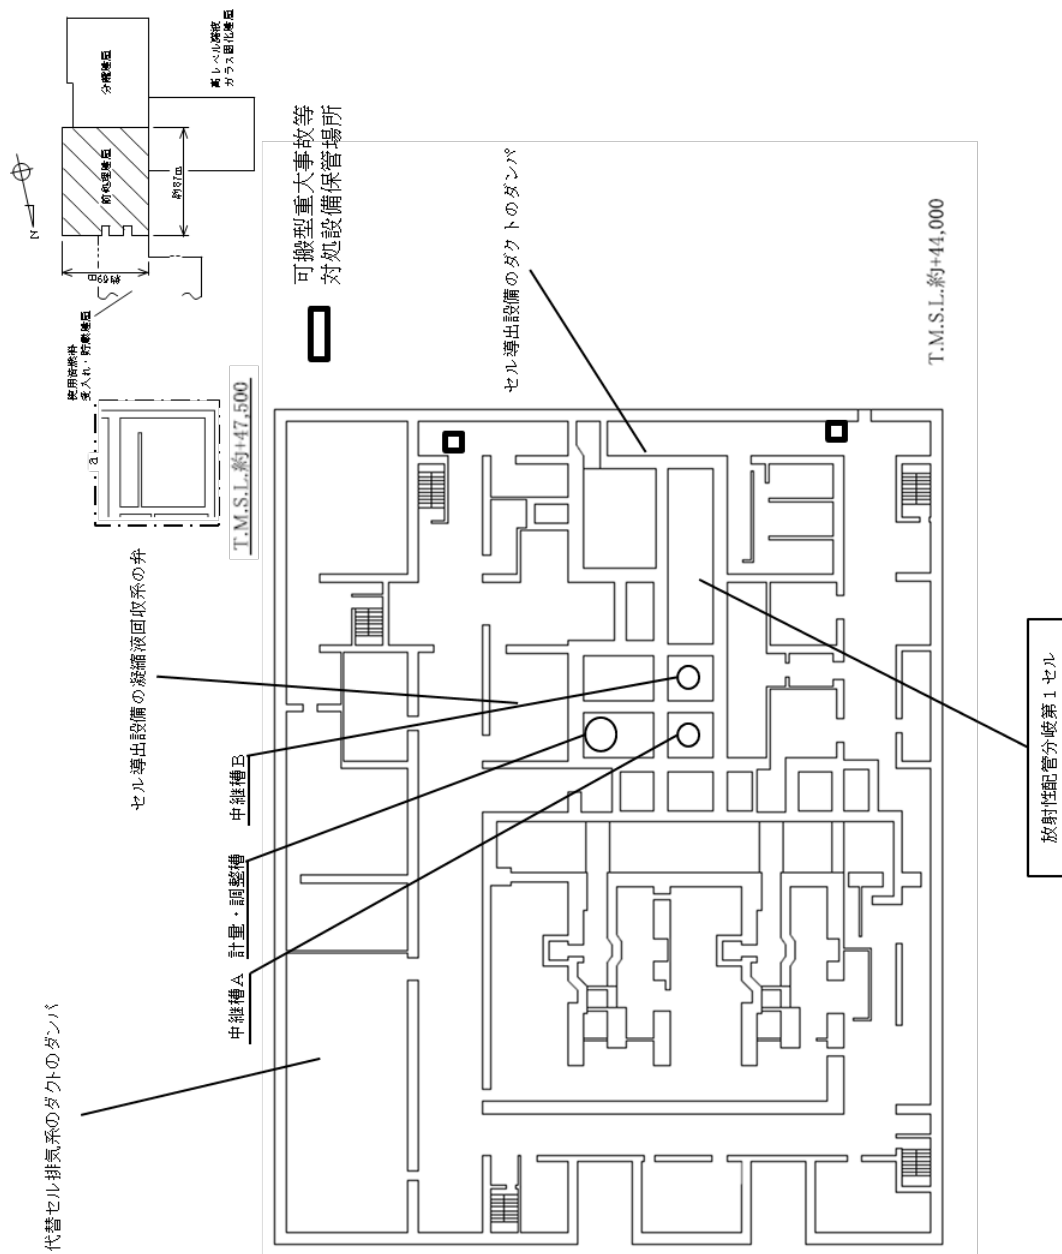 N
約69m
約87m
前処理建屋
分離建屋
高レベル廃液
ガラス固化建屋
使用済燃料
受入れ・貯蔵建屋
a
T.M.S.L.約+47,500
可搬型重大事故等
対処設備保管場所
セル導出設備のダクトのダンパ
T.M.S.L.約+44,000
セル導出設備の凝縮液回収系の弁
中継槽B
計量・調整槽
中継槽A
代替セル排気系のダクトのダンパ
放射性配管分岐第1セル